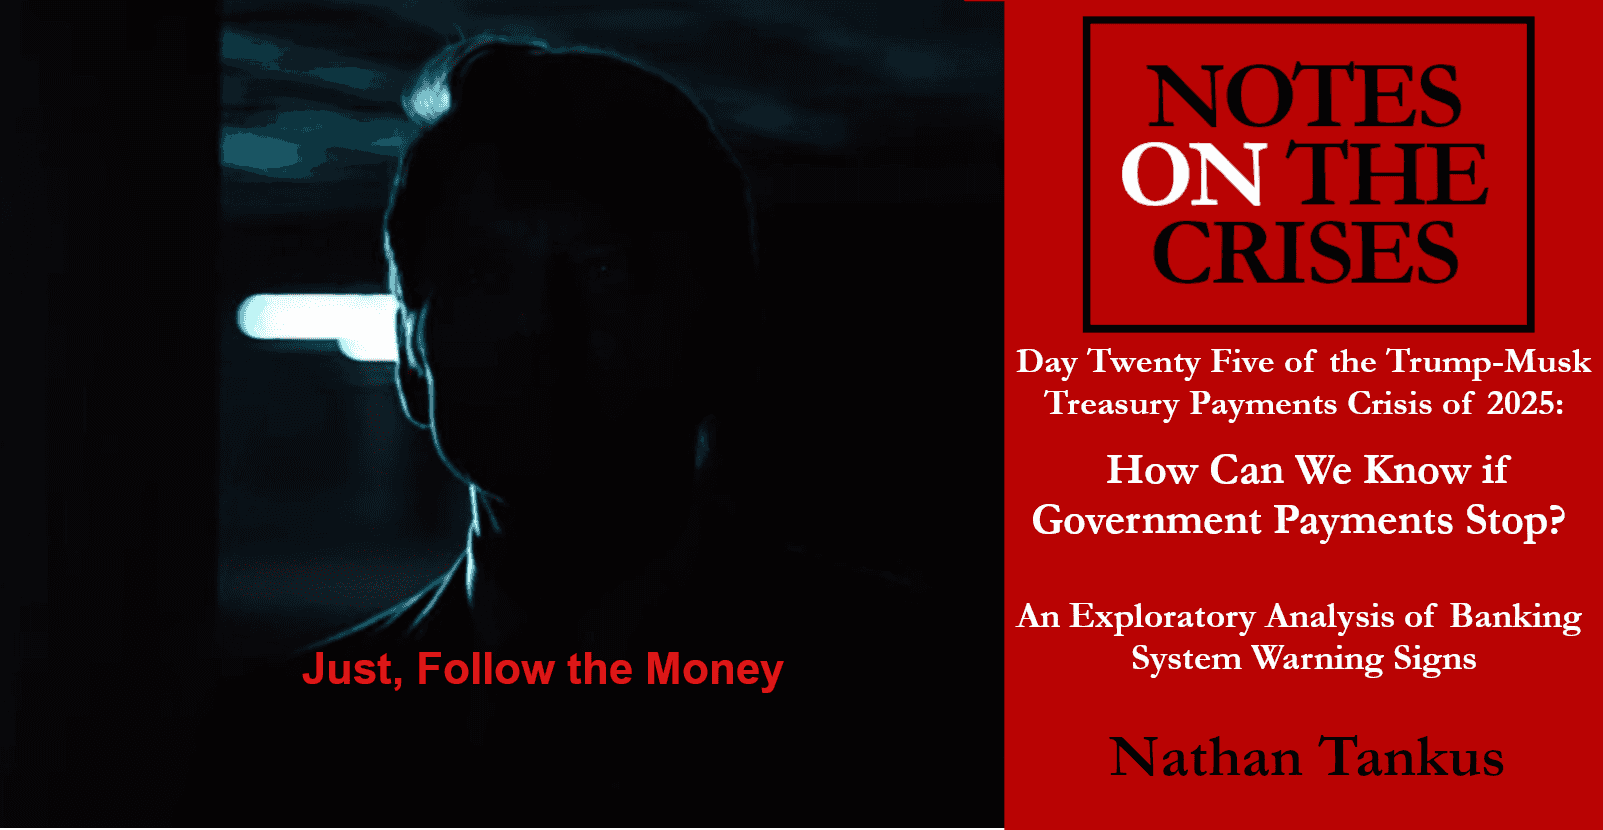 Just, Follow the Money
NOTES
ON THE
CRISES
Day Twenty Five of the Trump-Musk
Treasury Payments Crisis of 2025:
How Can We Know if
Government Payments Stop?
An Exploratory Analysis of Banking
System Warning Signs
Nathan Tankus